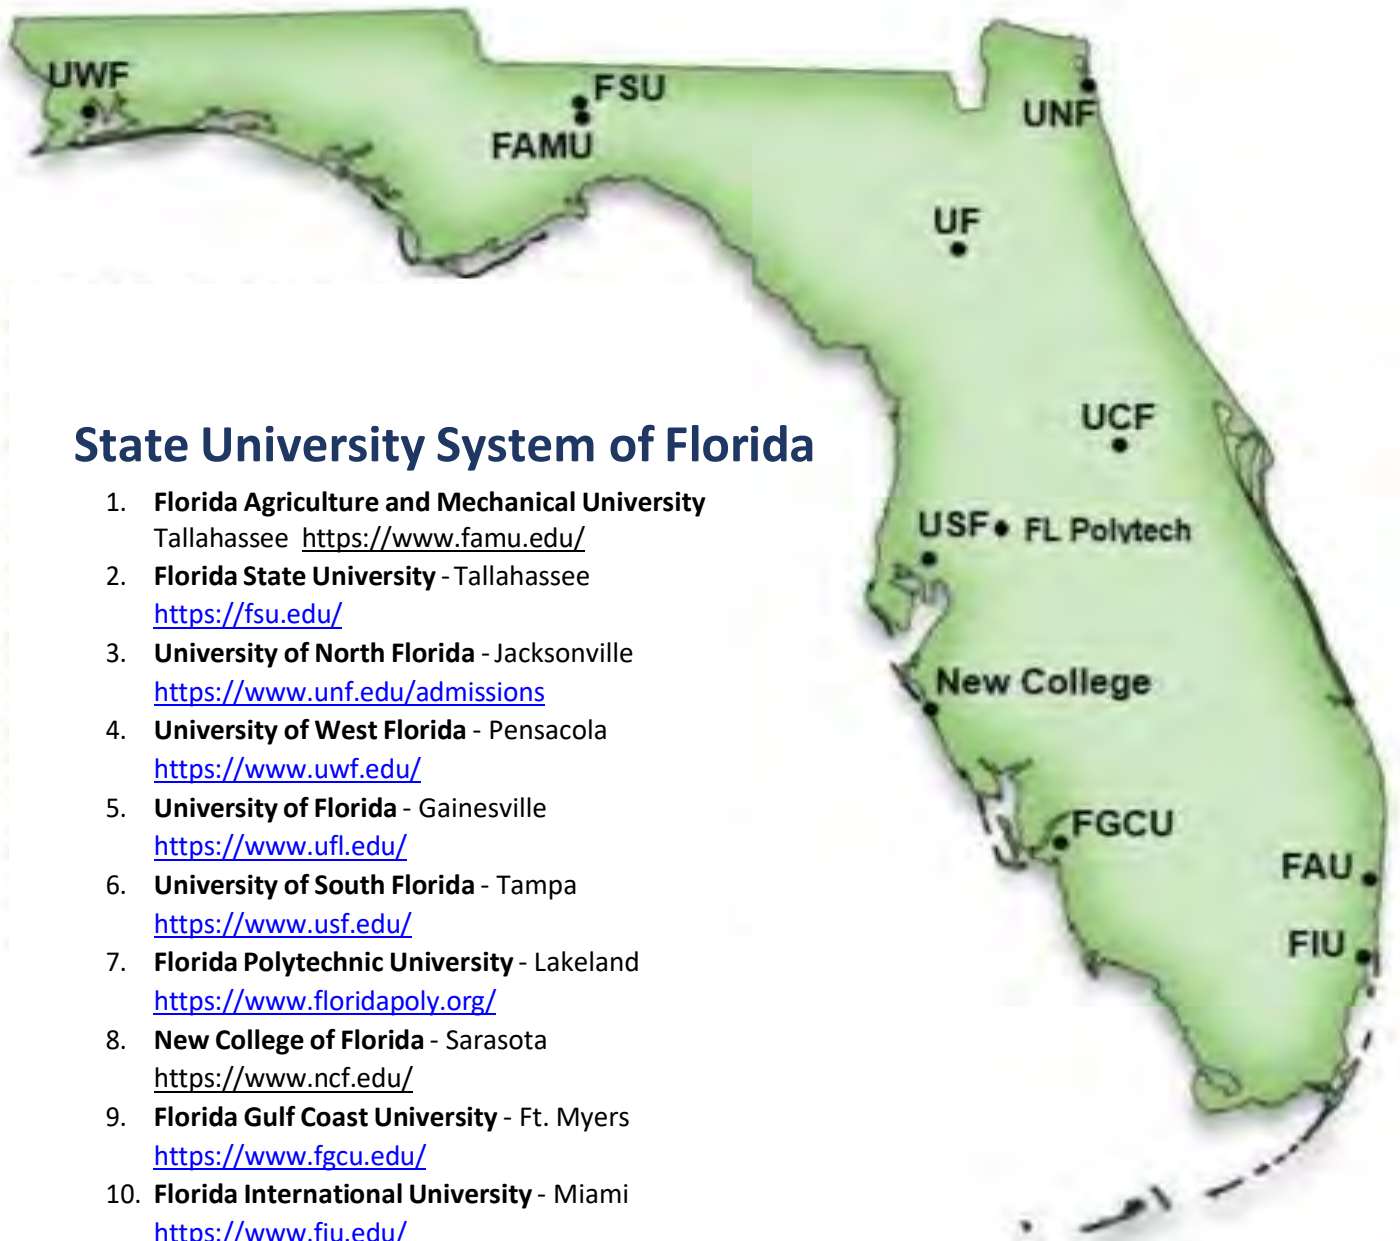 UWF
FSU
FAMU
UNF
UF
UCF
USF
FL Polytech
New College
FGCU
FAU
FIU
State University System of Florida
1. Florida Agriculture and Mechanical University
Tallahassee https://www.famu.edu/
2. Florida State University - Tallahassee
https://fsu.edu/
3. University of North Florida - Jacksonville
https://www.unf.edu/admissions
4. University of West Florida - Pensacola
https://www.uwf.edu/
5. University of Florida - Gainesville
https://www.ufl.edu/
6. University of South Florida - Tampa
https://www.usf.edu/
7. Florida Polytechnic University - Lakeland
https://www.floridapoly.org/
8. New College of Florida - Sarasota
https://www.ncf.edu/
9. Florida Gulf Coast University - Ft. Myers
https://www.fgcu.edu/
10. Florida International University - Miami
https://www.fiu.edu/